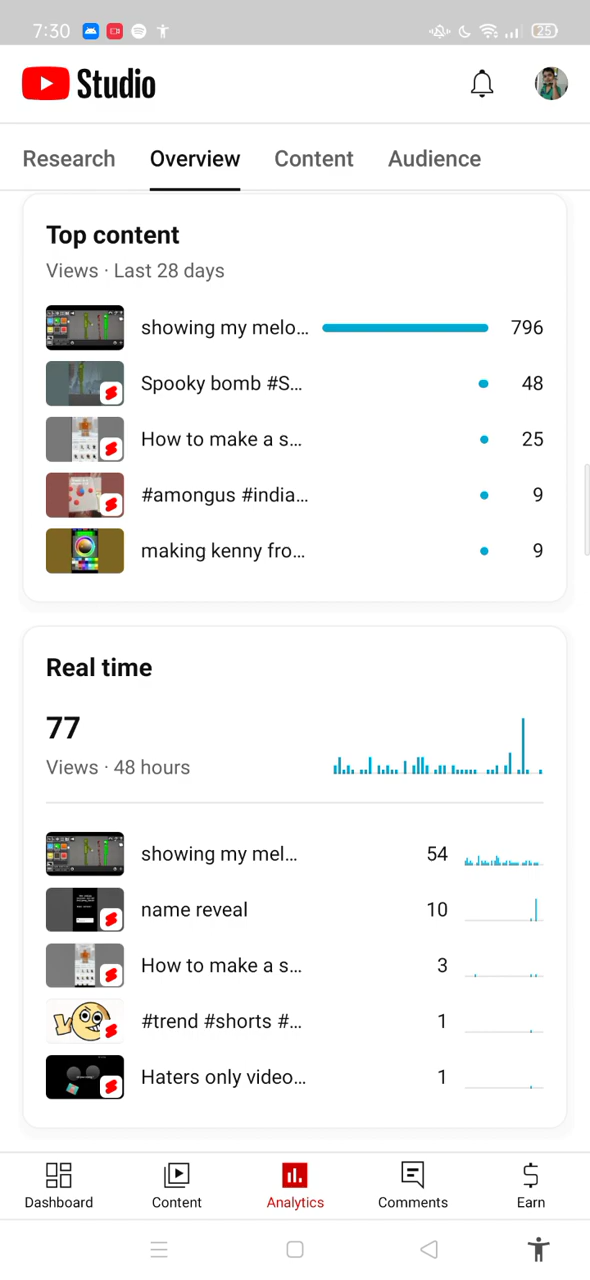 7:30
25
Studio
Research Overview Content Audience
Top content
Views · Last 28 days
showing my melo... 796
Spooky bomb #S... 48
How to make a s... 25
#amongus #india... 9
making kenny fro... 9
Real time
77
Views · 48 hours
showing my mel... 54
name reveal 10
How to make a s... 3
#trend #shorts #... 1
Haters only video... 1
Dashboard Content Analytics Comments Earn